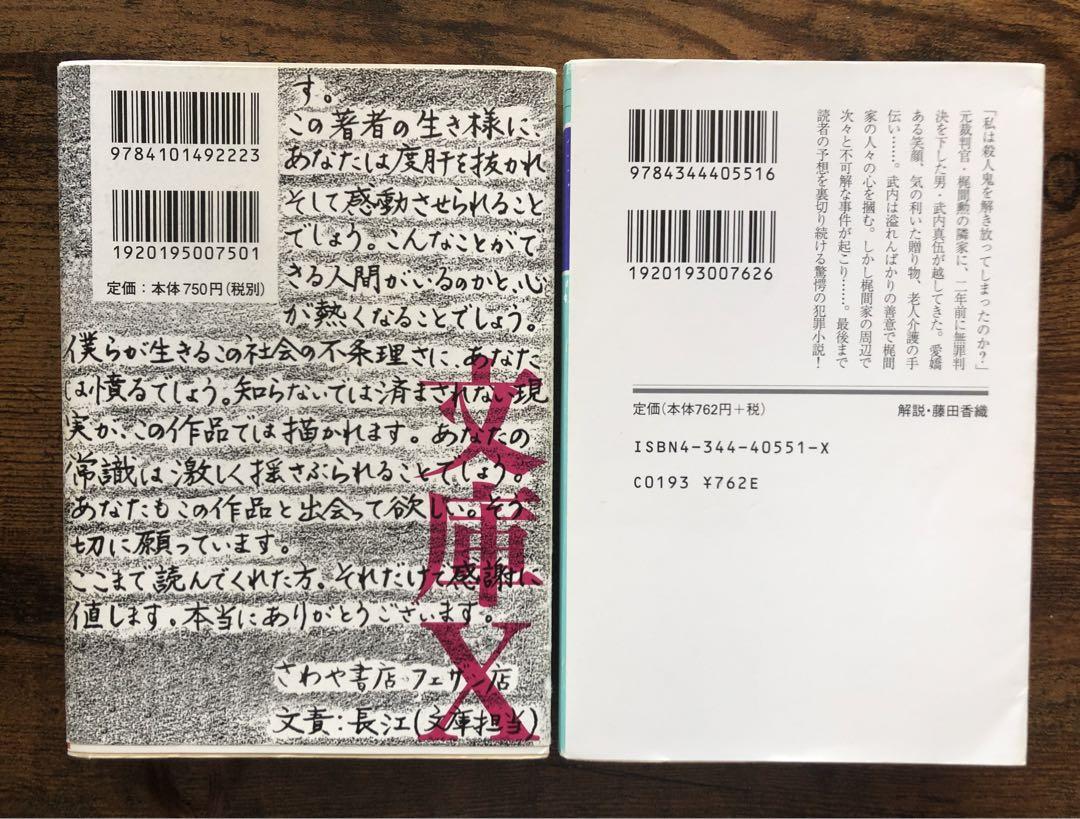 9784101492223
1920195007501
定価：本体750円（税別）
す。
この著者の生き様に、
あなたは度肝を抜かれ
そして感動させられること
でしょう。こんなことがで
きる人間がいるのかと、心
が熱くなることでしょう。
僕らが生きるこの社会の不条理さに、あなた
は憤るでしょう。知らないでは済まされない現
実が、この作品では描かれます。あなたの
常識は激しく揺さぶられることでしょう。
あなたもこの作品と出会って欲しい。そう、
切に願っています。
ここまで読んでくれた方。それだけで感謝に
値します。本当にありがとうございます。
さわや書店 フェザン店
文責：長江（文庫担当）
文庫X
9784344405516
1920193007626
「私は殺人鬼を解き放ってしまったのか？」
元裁判官・梶間勲の隣家に、二年前に無罪判
決を下した男・武内真伍が越してきた。愛嬌
ある笑顔、気の利いた贈り物、老人介護の手
伝い……。武内は溢れんばかりの善意で梶間
家の人々の心を摑む。しかし梶間家の周辺で
次々と不可解な事件が起こり……。最後まで
読者の予想を裏切り続ける驚愕の犯罪小説！
定価（本体762円＋税）
解説・藤田香織
ISBN4-344-40551-X
C0193 ¥762E